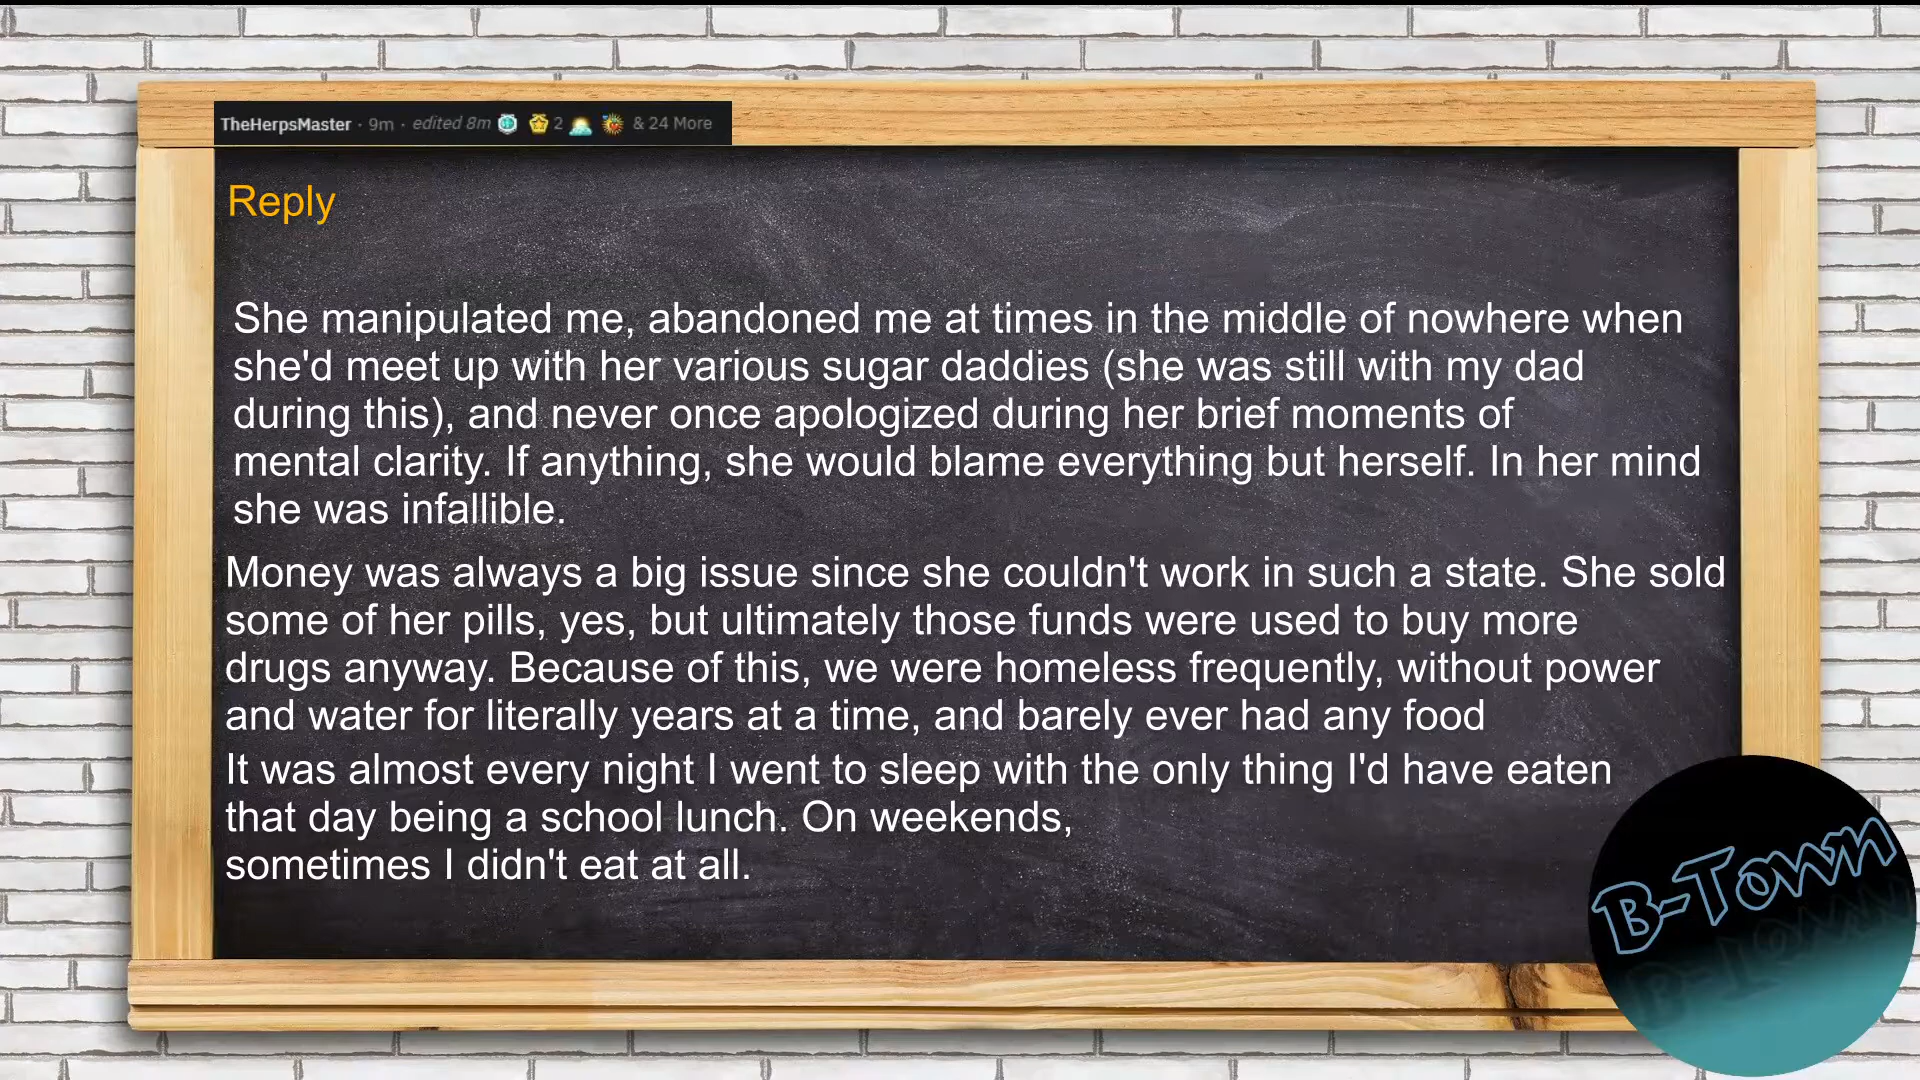 TheHerpsMaster · 9m · edited 8m 2 & 24 More
Reply
She manipulated me, abandoned me at times in the middle of nowhere when
she'd meet up with her various sugar daddies (she was still with my dad
during this), and never once apologized during her brief moments of
mental clarity. If anything, she would blame everything but herself. In her mind
she was infallible.
Money was always a big issue since she couldn't work in such a state. She sold
some of her pills, yes, but ultimately those funds were used to buy more
drugs anyway. Because of this, we were homeless frequently, without power
and water for literally years at a time, and barely ever had any food
It was almost every night I went to sleep with the only thing I'd have eaten
that day being a school lunch. On weekends,
sometimes I didn't eat at all.
B-Town